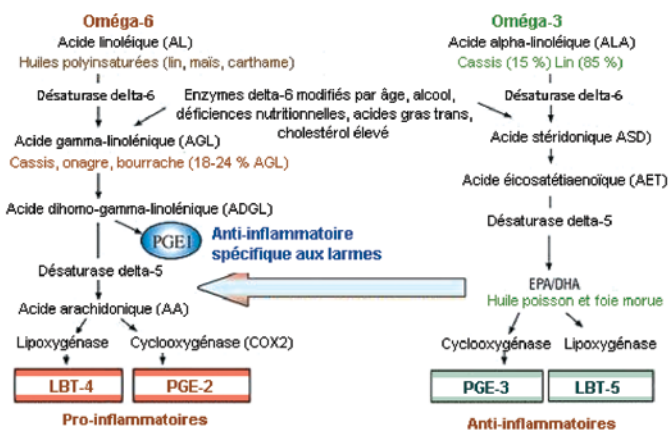 Oméga-6
Acide linoléique (AL)
Huiles polyinsaturées (lin, maïs, carthame)
Désaturase delta-6
Acide gamma-linolénique (AGL)
Cassis, onagre, bourrache (18-24 % AGL)
Acide dihomo-gamma-linolénique (ADGL)
PGE1
Anti-inflammatoire
spécifique aux larmes
Désaturase delta-5
Acide arachidonique (AA)
Lipoxygénase
Cyclooxygénase (COX2)
LBT-4
PGE-2
Pro-inflammatoires
Enzymes delta-6 modifiés par âge, alcool,
déficiences nutritionnelles, acides gras trans,
cholestérol élevé
Oméga-3
Acide alpha-linoléique (ALA)
Cassis (15 %) Lin (85 %)
Désaturase delta-6
Acide stéridonique ASD)
Acide éicosatétiaenoïque (AET)
Désaturase delta-5
EPA/DHA
Huile poisson et foie morue
Cyclooxygénase
Lipoxygénase
PGE-3
LBT-5
Anti-inflammatoires